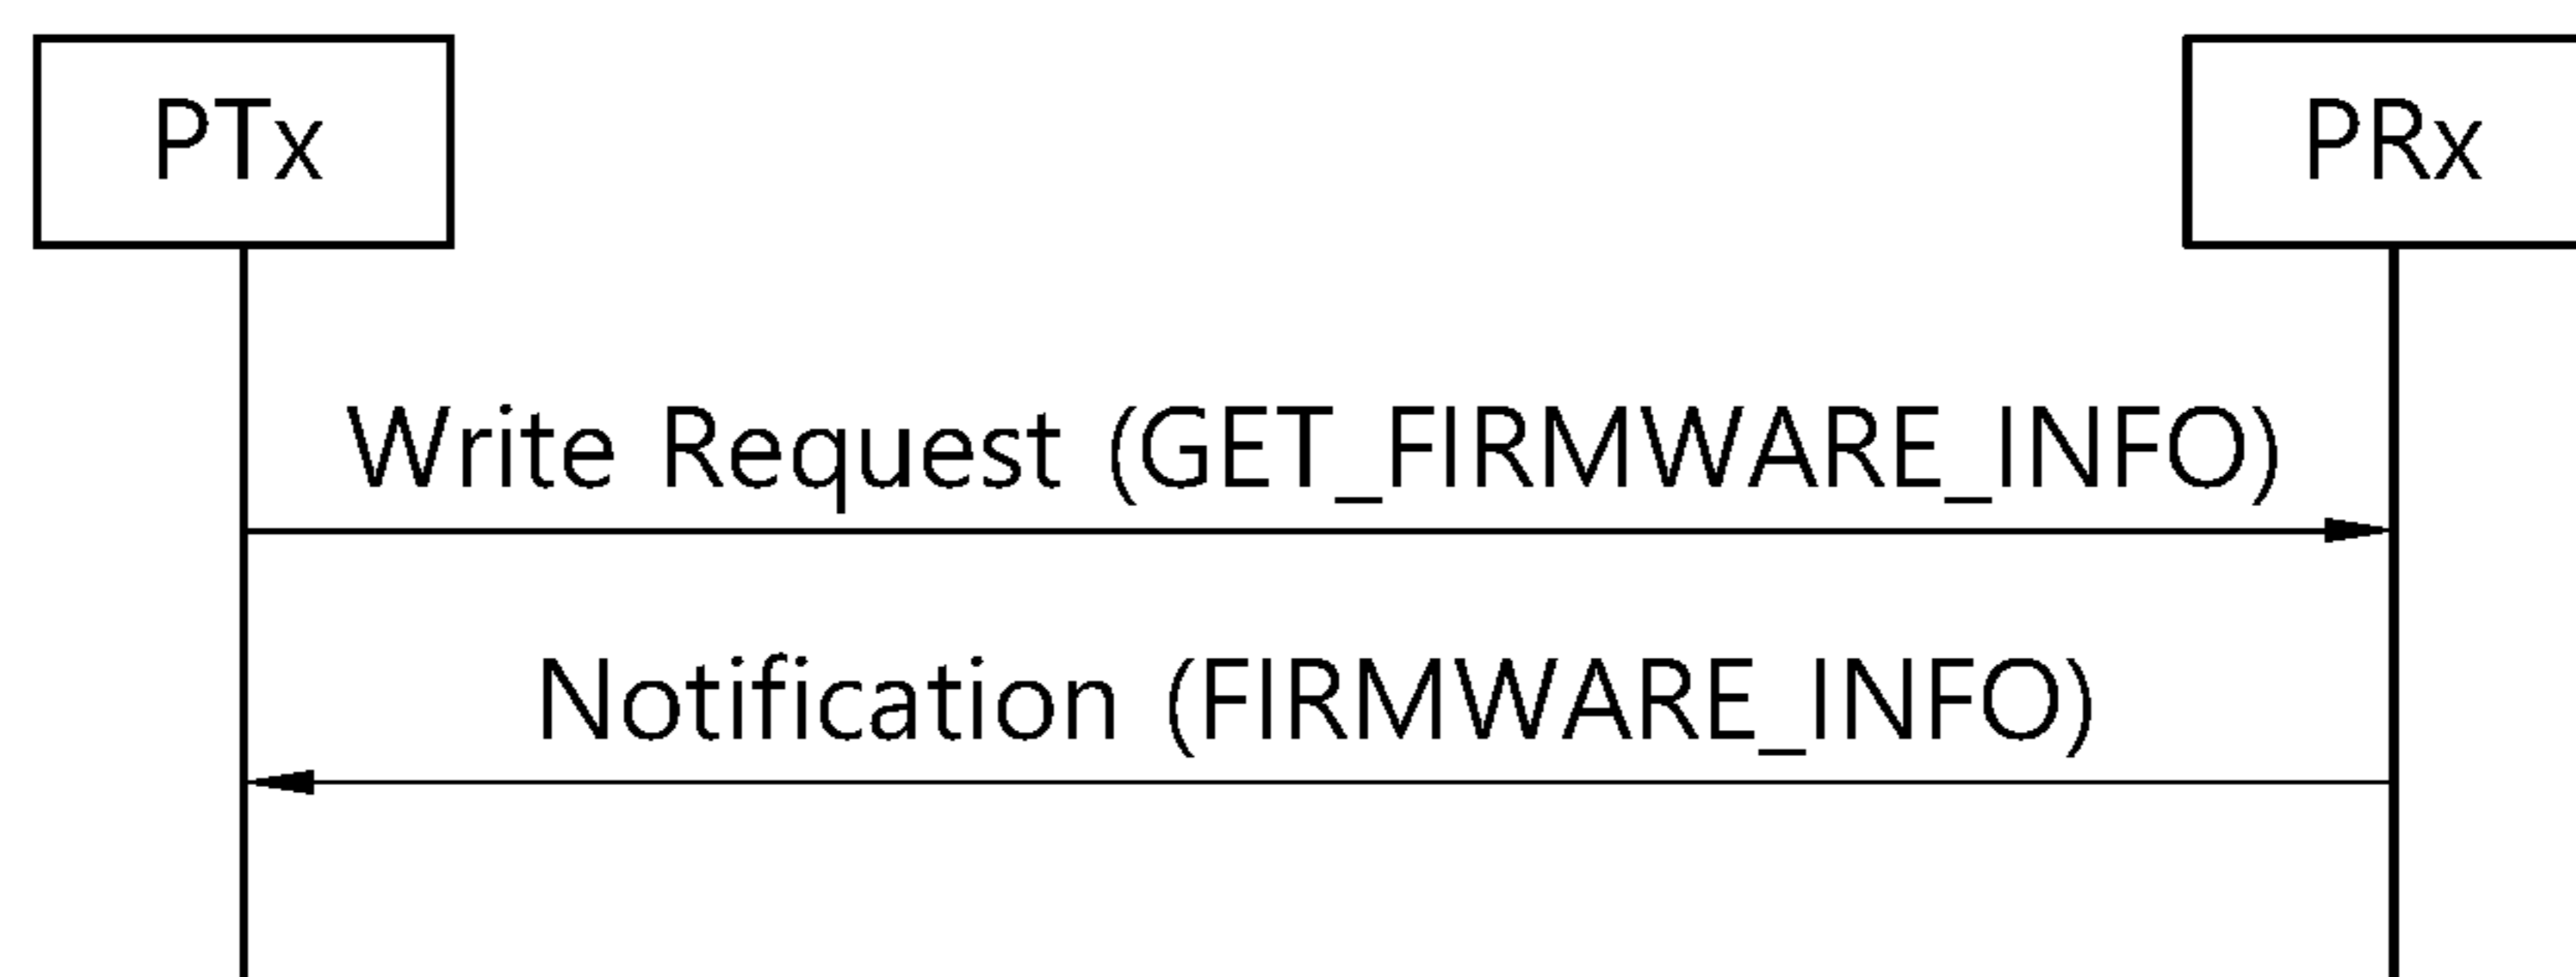 PTx
PRx
Write Request (GET_FIRMWARE_INFO)
Notification (FIRMWARE_INFO)